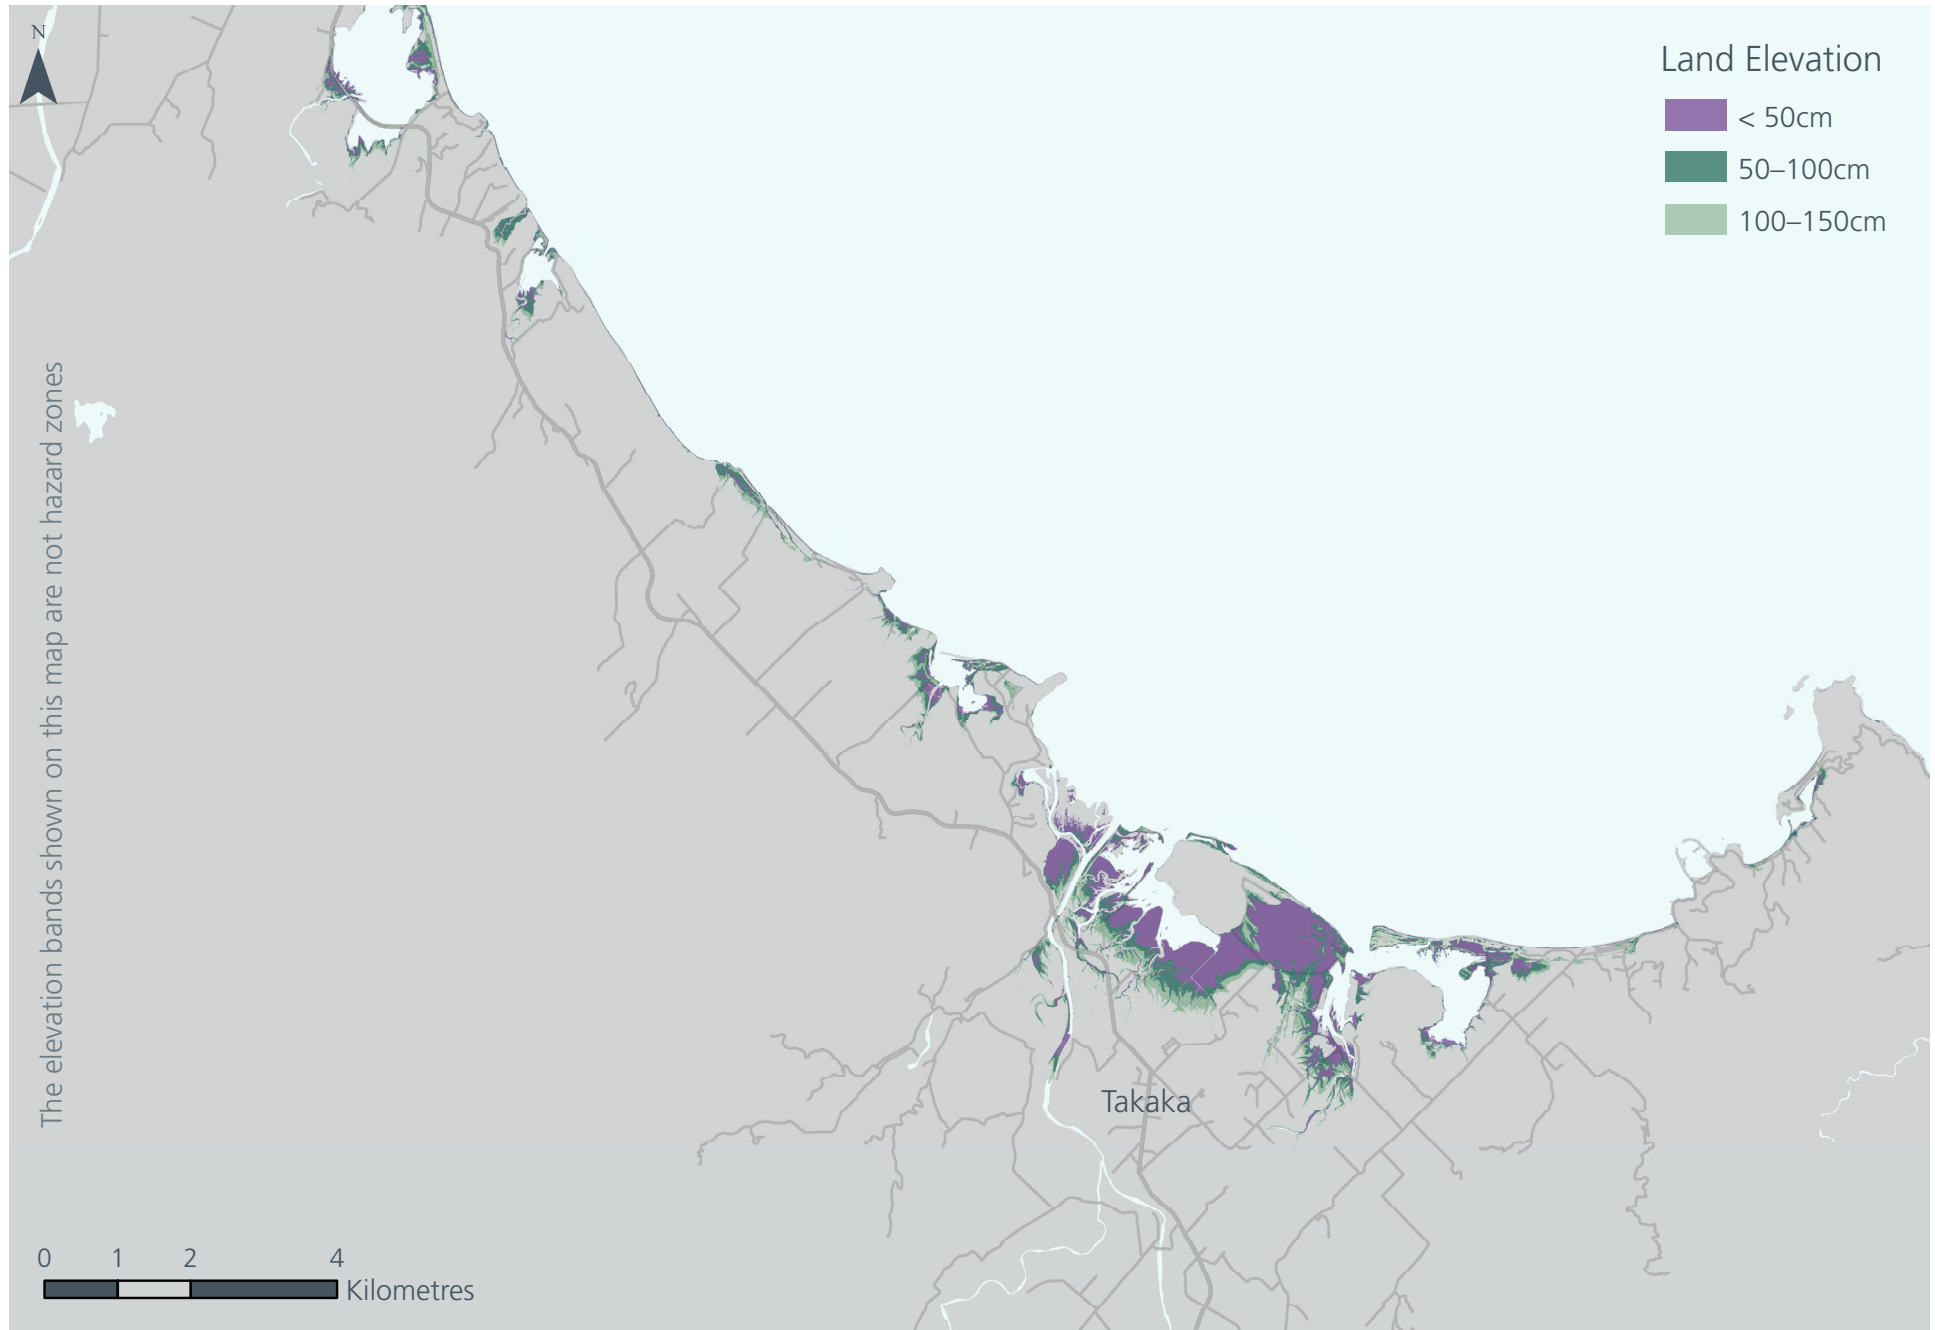 N
Land Elevation
< 50cm
50–100cm
100–150cm
The elevation bands shown on this map are not hazard zones
Takaka
0 1 2 4
Kilometres